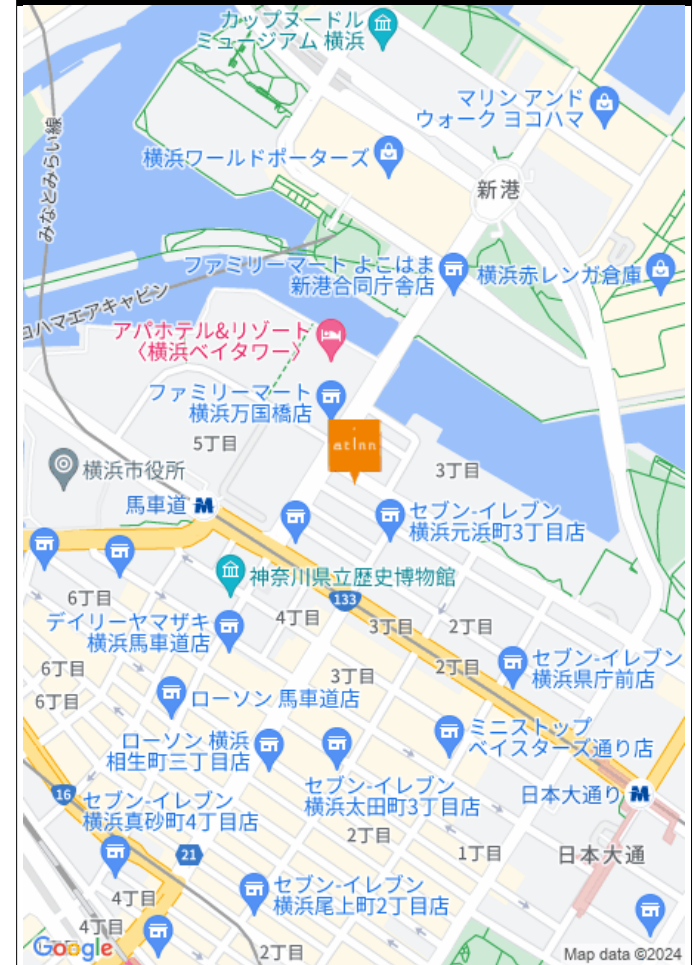 カップヌードル
ミュージアム 横浜
マリン アンド
ウォーク ヨコハマ
横浜ワールドポーターズ
新港
みなとみらい線
ファミリーマート よこはま
新港合同庁舎店
横浜赤レンガ倉庫
ヨハマエアキャビン
アパホテル&リゾート
〈横浜ベイタワー〉
ファミリーマート
横浜万国橋店
at inn
5丁目
3丁目
横浜市役所
馬車道
セブン-イレブン
横浜元浜町3丁目店
神奈川県立歴史博物館
133
6丁目
4丁目
3丁目
2丁目
デイリーヤマザキ
横浜馬車道店
6丁目
3丁目
2丁目
セブン-イレブン
横浜県庁前店
6丁目
ローソン 馬車道店
ローソン 横浜
相生町三丁目店
ミニストップ
ベイスターズ通り店
16
セブン-イレブン
横浜真砂町4丁目店
セブン-イレブン
横浜太田町3丁目店
日本大通り
2丁目
21
1丁目
日本大通
4丁目
セブン-イレブン
横浜尾上町2丁目店
4丁目
2丁目
Google
Map data ©2024